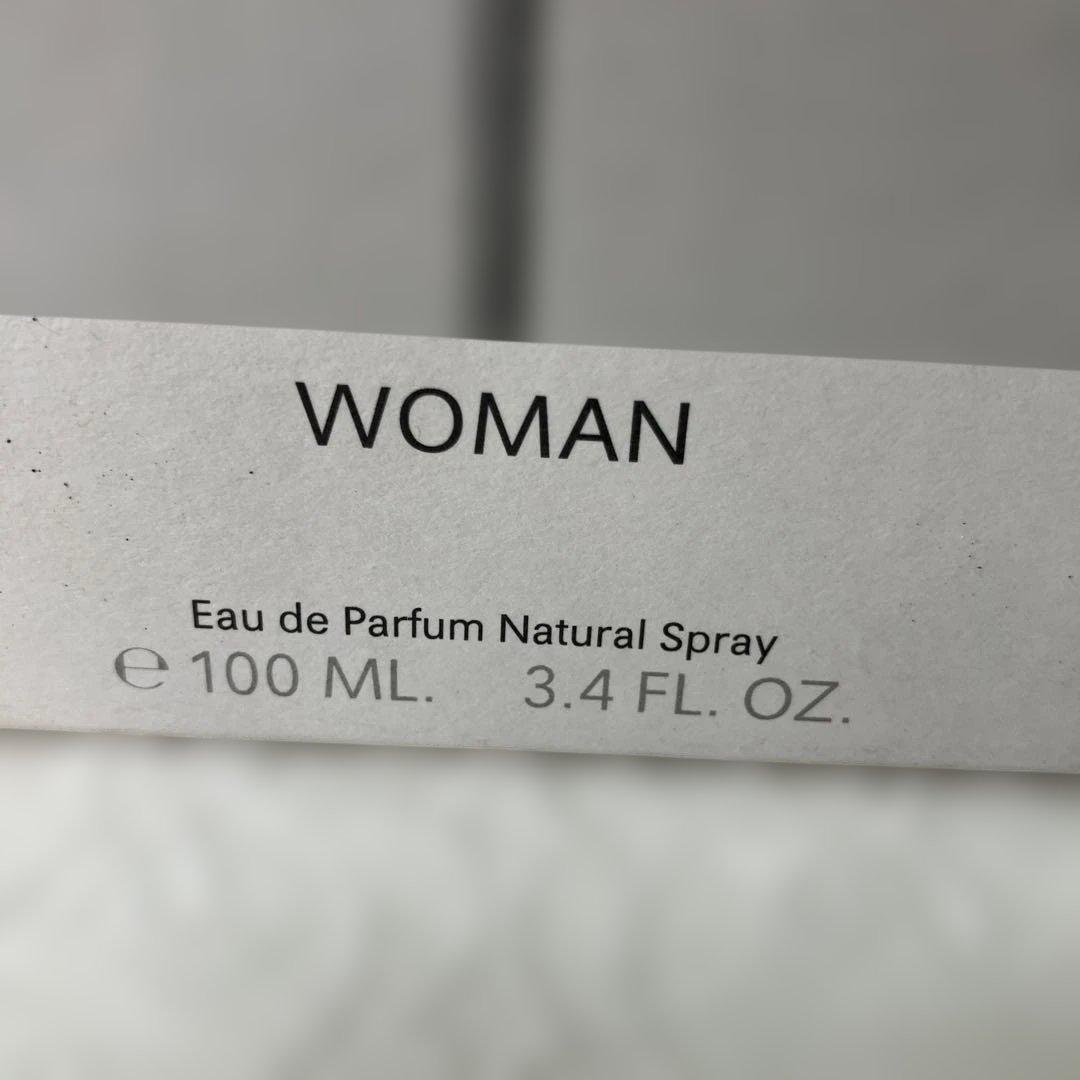 WOMAN
Eau de Parfum Natural Spray
℮ 100 ML. 3.4 FL. OZ.